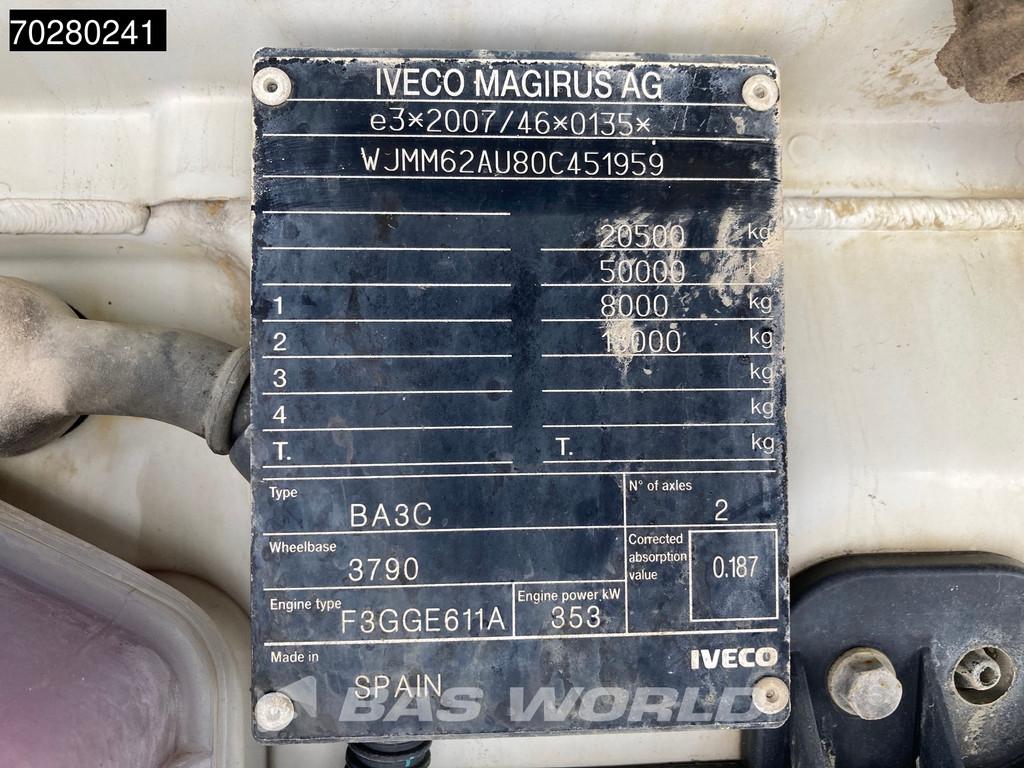 70280241
IVECO MAGIRUS AG
e3*2007/46*0135*
WJMM62AU80C451959
20500 kg
50000 kg
1 8000 kg
2 kg
3 kg
4 kg
T. T. kg
Type BA3C
N° of axles 2
Wheelbase 3790
Corrected absorption value 0.187
Engine type F3GGE611A
Engine power kW 353
Made in SPAIN
IVECO
BAS WORLD